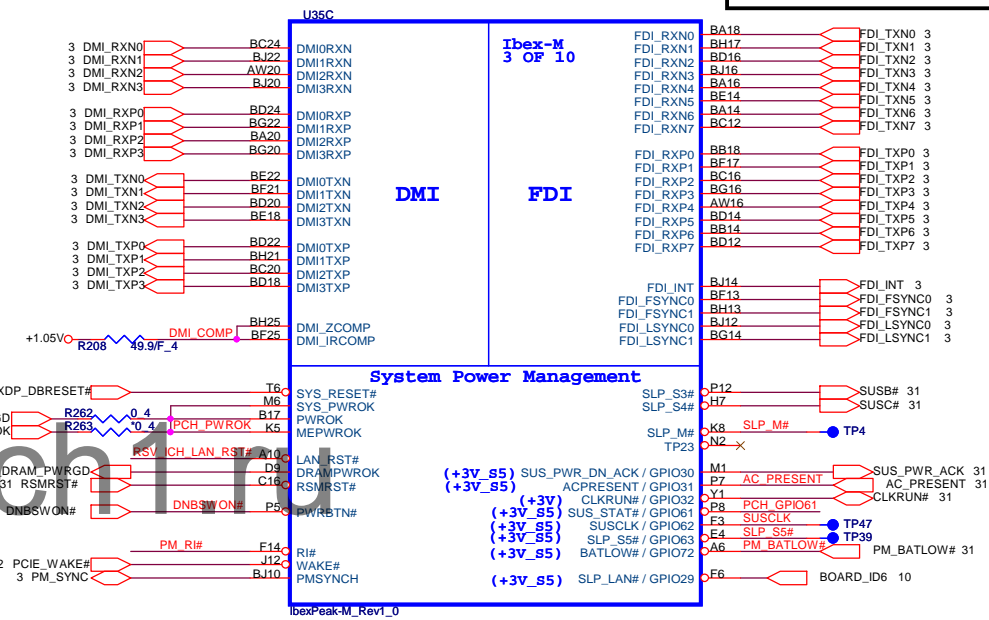 U35C
Ibex-M
3 OF 10
DMI
FDI
3 DMI_RXN0 BC24 DMI0RXN
3 DMI_RXN1 BJ22 DMI1RXN
3 DMI_RXN2 AW20 DMI2RXN
3 DMI_RXN3 BJ20 DMI3RXN
3 DMI_RXP0 BD24 DMI0RXP
3 DMI_RXP1 BG22 DMI1RXP
3 DMI_RXP2 BA20 DMI2RXP
3 DMI_RXP3 BG20 DMI3RXP
3 DMI_TXN0 BE22 DMI0TXN
3 DMI_TXN1 BF21 DMI1TXN
3 DMI_TXN2 BD20 DMI2TXN
3 DMI_TXN3 BE18 DMI3TXN
3 DMI_TXP0 BD22 DMI0TXP
3 DMI_TXP1 BH21 DMI1TXP
3 DMI_TXP2 BC20 DMI2TXP
3 DMI_TXP3 BD18 DMI3TXP
BH25 DMI_ZCOMP
+1.05V R208 49.9/F_4 DMI_COMP BF25 DMI_IRCOMP
FDI_RXN0 BA18 FDI_TXN0 3
FDI_RXN1 BH17 FDI_TXN1 3
FDI_RXN2 BD16 FDI_TXN2 3
FDI_RXN3 BJ16 FDI_TXN3 3
FDI_RXN4 BA16 FDI_TXN4 3
FDI_RXN5 BE14 FDI_TXN5 3
FDI_RXN6 BA14 FDI_TXN6 3
FDI_RXN7 BC12 FDI_TXN7 3
FDI_RXP0 BB18 FDI_TXP0 3
FDI_RXP1 BF17 FDI_TXP1 3
FDI_RXP2 BC16 FDI_TXP2 3
FDI_RXP3 BG16 FDI_TXP3 3
FDI_RXP4 AW16 FDI_TXP4 3
FDI_RXP5 BD14 FDI_TXP5 3
FDI_RXP6 BB14 FDI_TXP6 3
FDI_RXP7 BD12 FDI_TXP7 3
FDI_INT BJ14 FDI_INT 3
FDI_FSYNC0 BF13 FDI_FSYNC0 3
FDI_FSYNC1 BH13 FDI_FSYNC1 3
FDI_LSYNC0 BJ12 FDI_LSYNC0 3
FDI_LSYNC1 BG14 FDI_LSYNC1 3
System Power Management
XDP_DBRESET# T6 SYS_RESET#
M6 SYS_PWROK
R262 0_4 B17 PWROK
R263 *0_4 PCH_PWROK K5 MEPWROK
RSV_ICH_LAN_RST# A10 LAN_RST#
DRAM_PWRGD D9 DRAMPWROK
31 RSMRST# C16 RSMRST#
DNBSWON# DNBSWON# P5 PWRBTN#
PM_RI# F14 RI#
2 PCIE_WAKE# J12 WAKE#
3 PM_SYNC BJ10 PMSYNCH
SLP_S3# P12 SUSB# 31
SLP_S4# H7 SUSC# 31
SLP_M# K8 SLP_M# TP4
TP23 N2
(+3V_S5) SUS_PWR_DN_ACK / GPIO30 M1 SUS_PWR_ACK 31
(+3V_S5) ACPRESENT / GPIO31 P7 AC_PRESENT AC_PRESENT 31
(+3V) CLKRUN# / GPIO32 Y1 CLKRUN# 31
(+3V_S5) SUS_STAT# / GPIO61 P8 PCH_GPIO61
(+3V_S5) SUSCLK / GPIO62 F3 SUSCLK TP47
(+3V_S5) SLP_S5# / GPIO63 E4 SLP_S5# TP39
(+3V_S5) BATLOW# / GPIO72 A6 PM_BATLOW# PM_BATLOW# 31
(+3V_S5) SLP_LAN# / GPIO29 F6 BOARD_ID6 10
IbexPeak-M_Rev1_0
ch1.ru